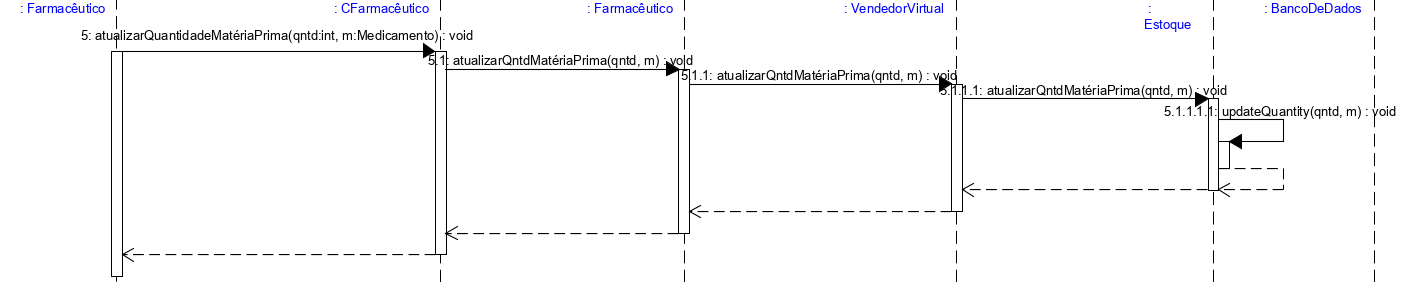 : Farmacêutico
: CFarmacêutico
: Farmacêutico
: VendedorVirtual
:
Estoque
: BancoDeDados
5: atualizarQuantidadeMatériaPrima(qntd:int, m:Medicamento) : void
5.1: atualizarQntdMatériaPrima(qntd, m) : void
5.1.1: atualizarQntdMatériaPrima(qntd, m) : void
5.1.1.1: atualizarQntdMatériaPrima(qntd, m) : void
5.1.1.1.1: updateQuantity(qntd, m) : void